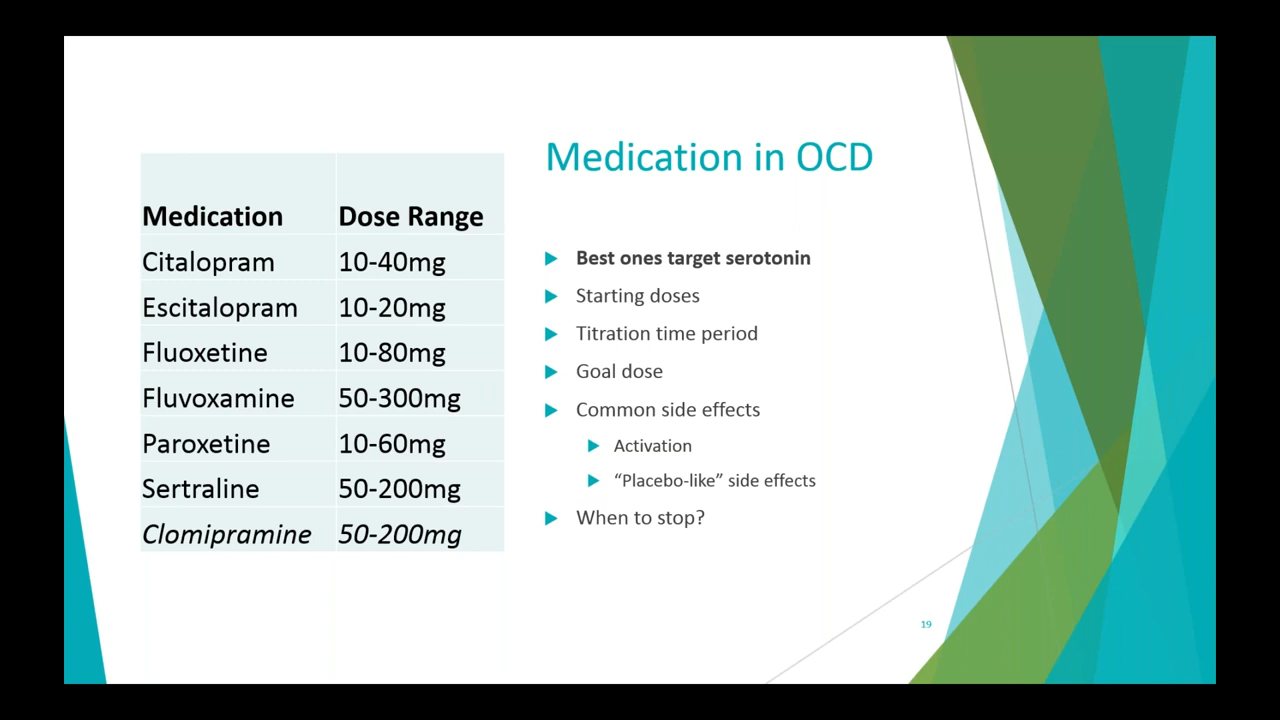 Medication in OCD
Medication Dose Range
Citalopram 10-40mg
Escitalopram 10-20mg
Fluoxetine 10-80mg
Fluvoxamine 50-300mg
Paroxetine 10-60mg
Sertraline 50-200mg
Clomipramine 50-200mg
Best ones target serotonin
Starting doses
Titration time period
Goal dose
Common side effects
Activation
“Placebo-like” side effects
When to stop?
19